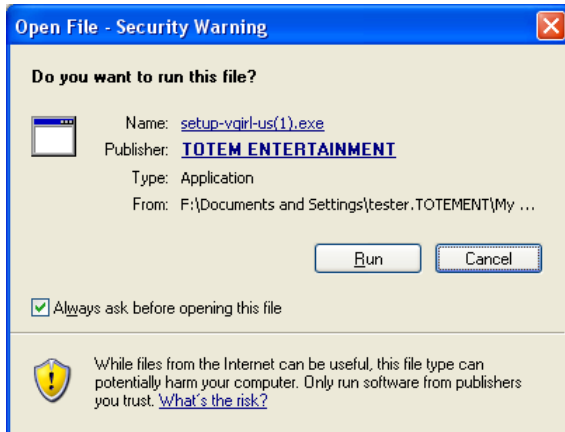 Open File - Security Warning
Do you want to run this file?
Name: setup-vgirl-us(1).exe
Publisher: TOTEM ENTERTAINMENT
Type: Application
From: F:\Documents and Settings\tester.TOTEMENT\My ...
Run Cancel
Always ask before opening this file
While files from the Internet can be useful, this file type can
potentially harm your computer. Only run software from publishers
you trust. What's the risk?